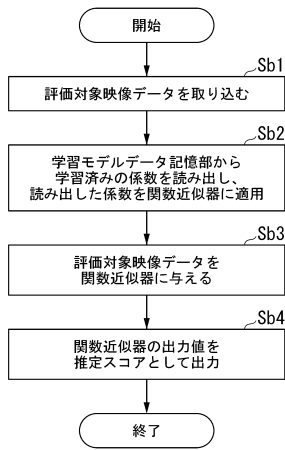 開始
Sb1
評価対象映像データを取り込む
Sb2
学習モデルデータ記憶部から
学習済みの係数を読み出し、
読み出した係数を関数近似器に適用
Sb3
評価対象映像データを
関数近似器に与える
Sb4
関数近似器の出力値を
推定スコアとして出力
終了